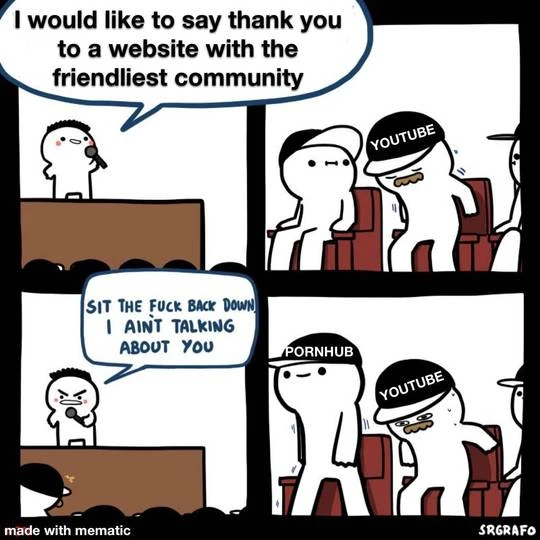 I would like to say thank you
to a website with the
friendliest community
YOUTUBE
SIT THE FUCK BACK DOWN
I AIN'T TALKING
ABOUT YOU
PORNHUB
YOUTUBE
made with mematic
SRGRAFO